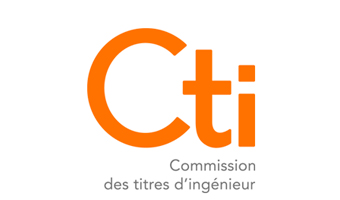 Cti
Commission
des titres d'ingénieur